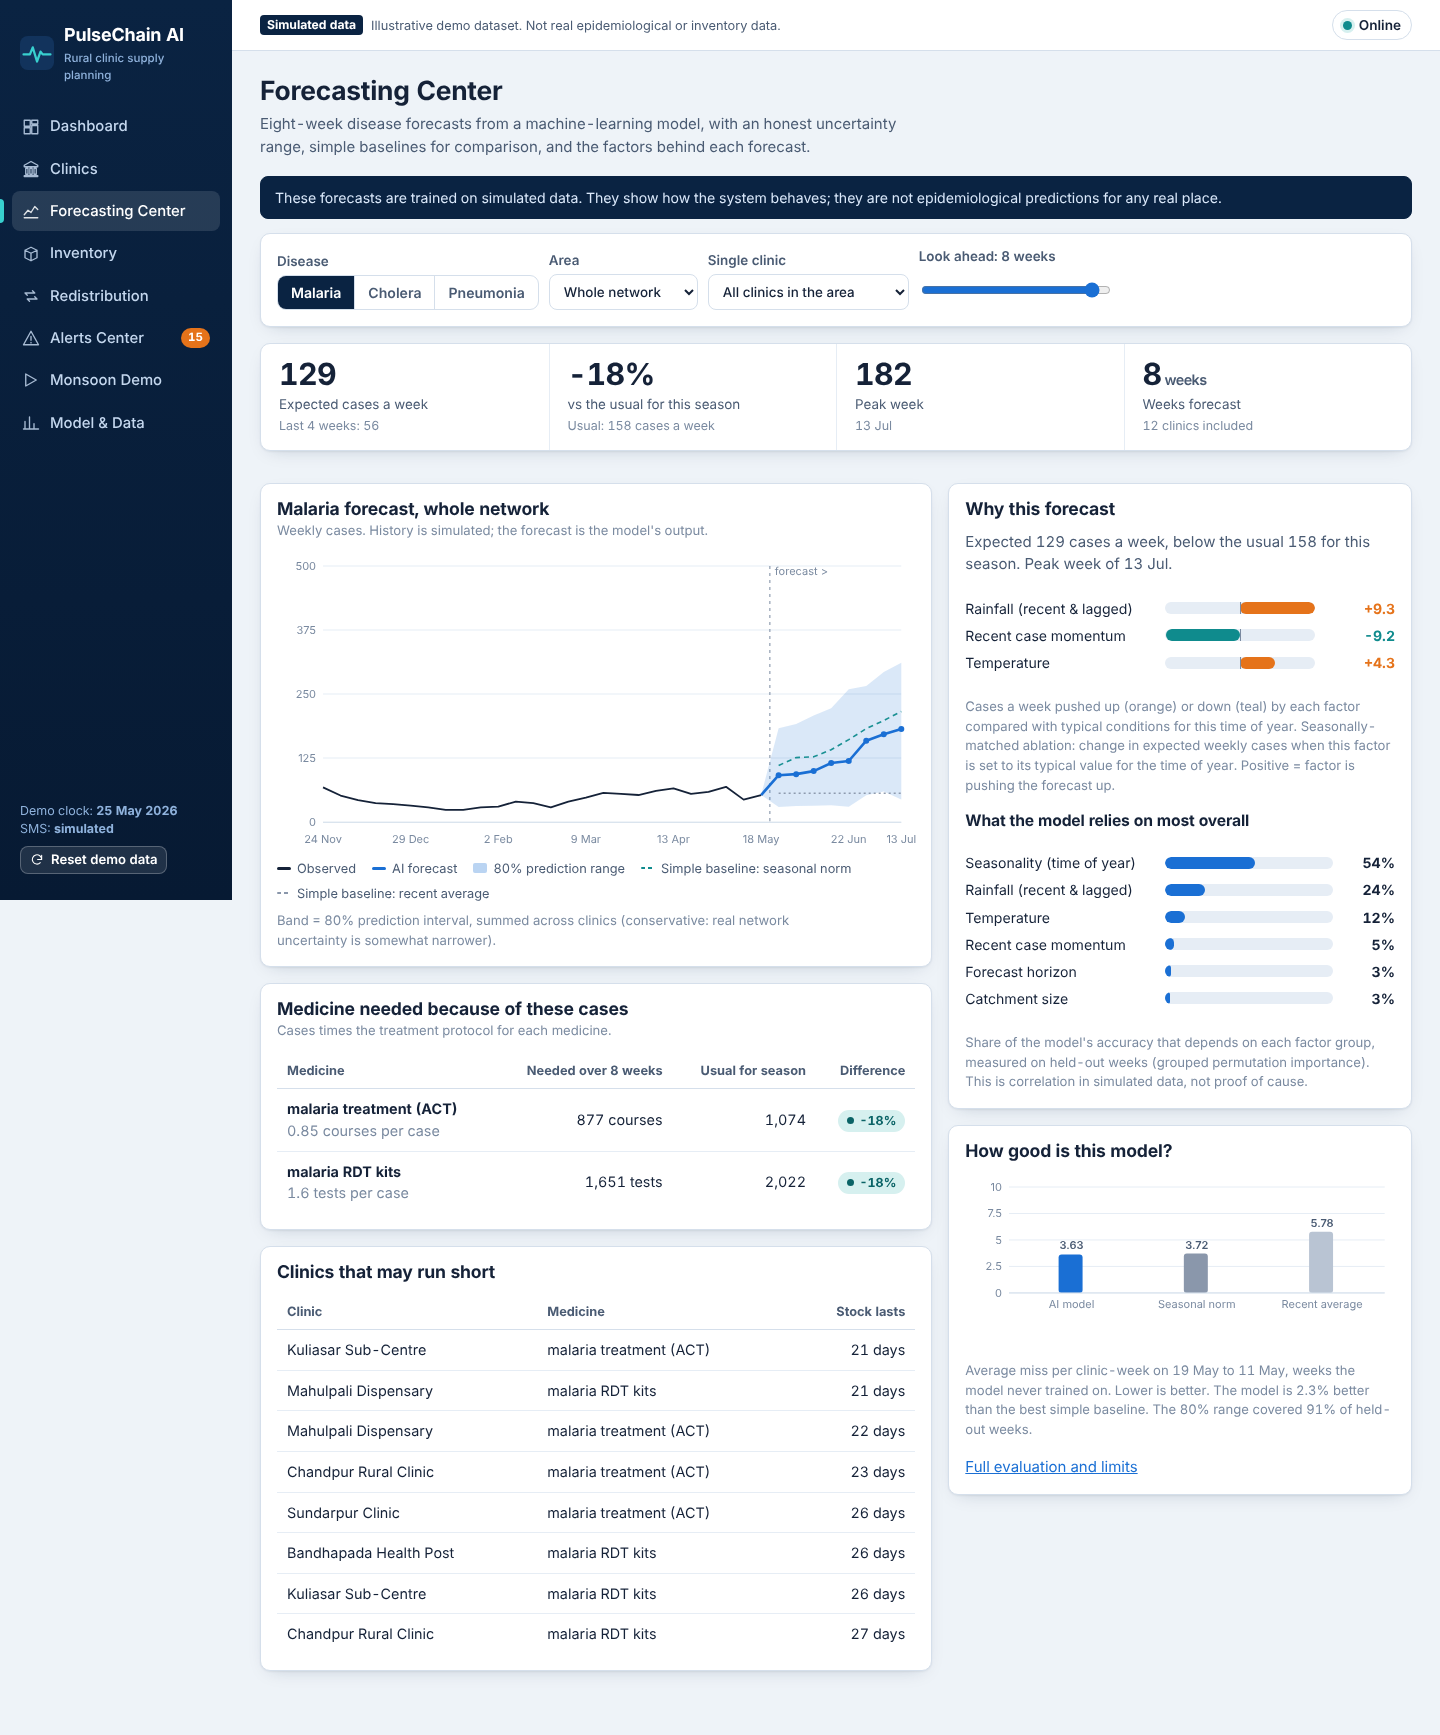 PulseChain AI
Rural clinic supply
planning
Dashboard
Clinics
Forecasting Center
Inventory
Redistribution
Alerts Center 15
Monsoon Demo
Model & Data
Demo clock: 25 May 2026
SMS: simulated
Reset demo data
Simulated data Illustrative demo dataset. Not real epidemiological or inventory data.
Online
Forecasting Center
Eight-week disease forecasts from a machine-learning model, with an honest uncertainty
range, simple baselines for comparison, and the factors behind each forecast.
These forecasts are trained on simulated data. They show how the system behaves; they are not epidemiological predictions for any real place.
Disease
Malaria Cholera Pneumonia
Area
Whole network
Single clinic
All clinics in the area
Look ahead: 8 weeks
129
Expected cases a week
Last 4 weeks: 56
-18%
vs the usual for this season
Usual: 158 cases a week
182
Peak week
13 Jul
8 weeks
Weeks forecast
12 clinics included
Malaria forecast, whole network
Weekly cases. History is simulated; the forecast is the model's output.
500
375
250
125
0
forecast >
24 Nov 29 Dec 2 Feb 9 Mar 13 Apr 18 May 22 Jun 13 Jul
Observed AI forecast 80% prediction range Simple baseline: seasonal norm
Simple baseline: recent average
Band = 80% prediction interval, summed across clinics (conservative: real network
uncertainty is somewhat narrower).
Medicine needed because of these cases
Cases times the treatment protocol for each medicine.
Medicine Needed over 8 weeks Usual for season Difference
malaria treatment (ACT)
0.85 courses per case
877 courses 1,074 -18%
malaria RDT kits
1.6 tests per case
1,651 tests 2,022 -18%
Clinics that may run short
Clinic Medicine Stock lasts
Kuliasar Sub-Centre malaria treatment (ACT) 21 days
Mahulpali Dispensary malaria RDT kits 21 days
Mahulpali Dispensary malaria treatment (ACT) 22 days
Chandpur Rural Clinic malaria treatment (ACT) 23 days
Sundarpur Clinic malaria treatment (ACT) 26 days
Bandhapada Health Post malaria RDT kits 26 days
Kuliasar Sub-Centre malaria RDT kits 26 days
Chandpur Rural Clinic malaria RDT kits 27 days
Why this forecast
Expected 129 cases a week, below the usual 158 for this
season. Peak week of 13 Jul.
Rainfall (recent & lagged) +9.3
Recent case momentum -9.2
Temperature +4.3
Cases a week pushed up (orange) or down (teal) by each factor
compared with typical conditions for this time of year. Seasonally-
matched ablation: change in expected weekly cases when this factor
is set to its typical value for the time of year. Positive = factor is
pushing the forecast up.
What the model relies on most overall
Seasonality (time of year) 54%
Rainfall (recent & lagged) 24%
Temperature 12%
Recent case momentum 5%
Forecast horizon 3%
Catchment size 3%
Share of the model's accuracy that depends on each factor group,
measured on held-out weeks (grouped permutation importance).
This is correlation in simulated data, not proof of cause.
How good is this model?
10
7.5
5
2.5
0
3.63 3.72 5.78
AI model Seasonal norm Recent average
Average miss per clinic-week on 19 May to 11 May, weeks the
model never trained on. Lower is better. The model is 2.3% better
than the best simple baseline. The 80% range covered 91% of held-
out weeks.
Full evaluation and limits